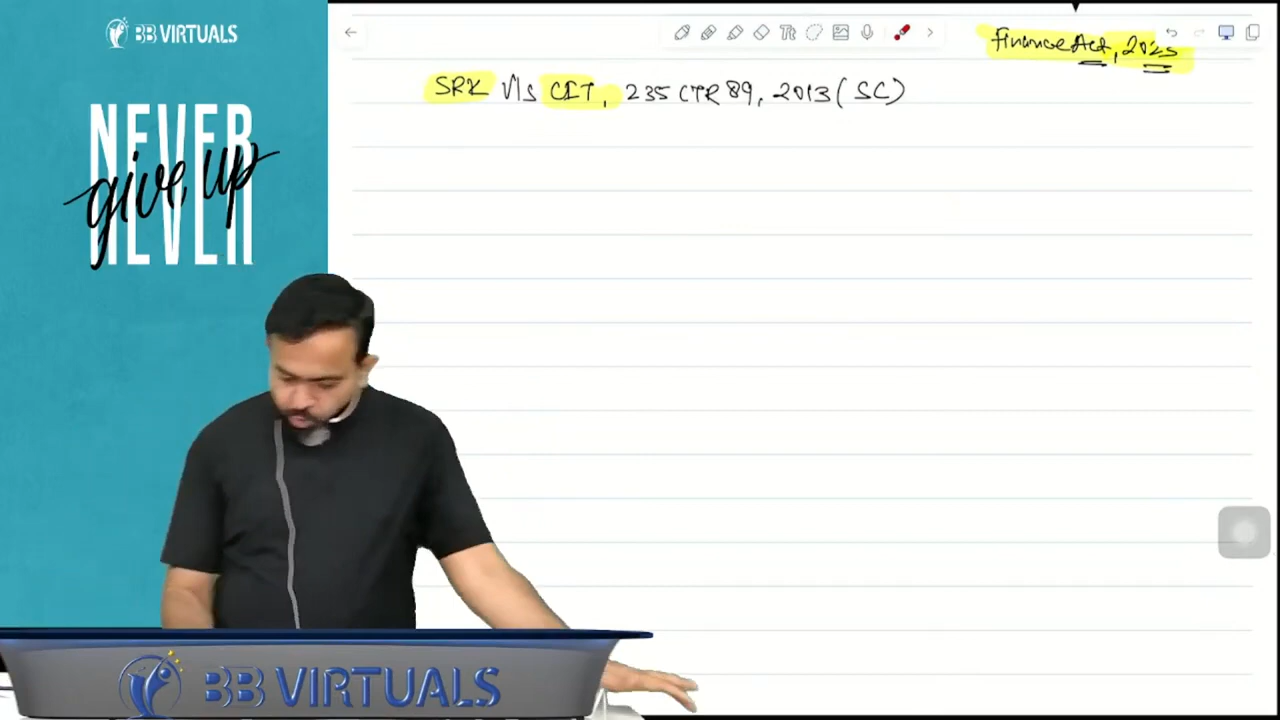 BB VIRTUALS
NEVER
give up
NEVER
Finance Act, 2025
SRK V/s CIT, 235 CTR 89, 2013 (SC)
BB VIRTUALS